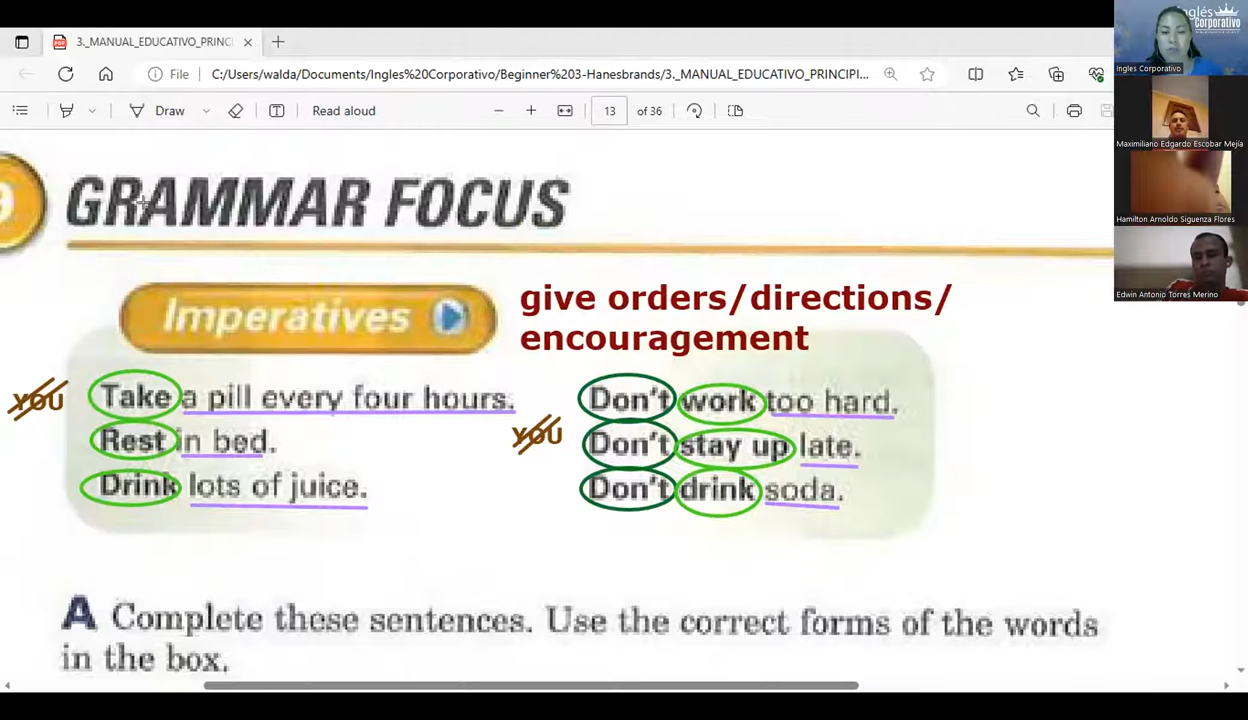 3._MANUAL_EDUCATIVO_PRINCI
File
C:/Users/walda/Documents/Ingles%20Corporativo/Beginner%203-Hanesbrands/3._MANUAL_EDUCATIVO_PRINCIPI...
Draw
Read aloud
13 of 36
Inglés
Corporativo
Ingles Corporativo
Maximiliano Edgardo Escobar Mejía
Hamilton Arnoldo Siguenza Flores
Edwin Antonio Torres Merino
9 GRAMMAR FOCUS
Imperatives
give orders/directions/
encouragement
YOU Take a pill every four hours.
Rest in bed.
Drink lots of juice.
Don't work too hard.
YOU Don't stay up late.
Don't drink soda.
A Complete these sentences. Use the correct forms of the words
in the box.